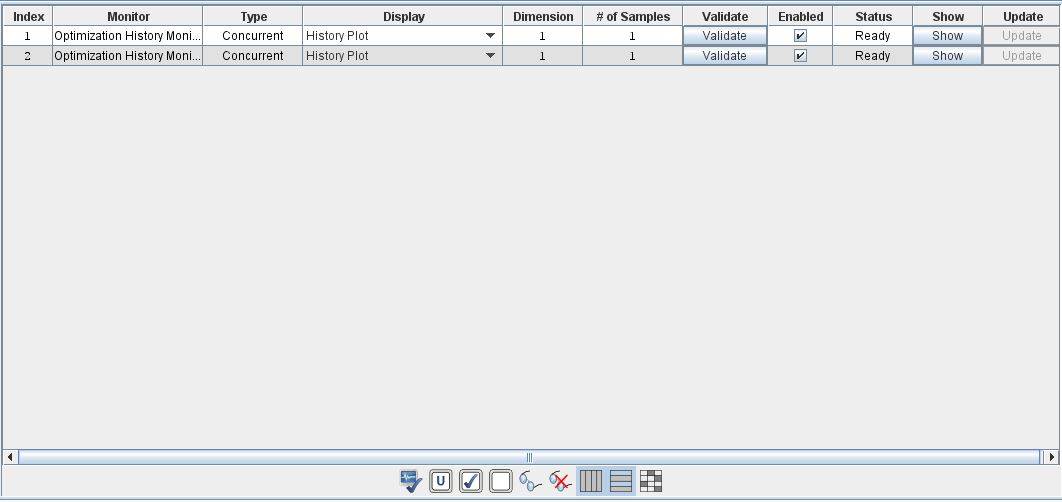 Index Monitor Type Display Dimension # of Samples Validate Enabled Status Show Update
1 Optimization History Moni... Concurrent History Plot 1 1 Validate Ready Show Update
2 Optimization History Moni... Concurrent History Plot 1 1 Validate Ready Show Update
U